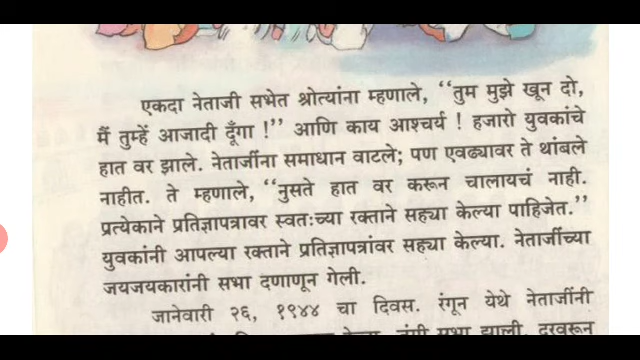 एकदा नेताजी सभेत श्रोत्यांना म्हणाले, ‘‘तुम मुझे खून दो,
मैं तुम्हें आजादी दूँगा !’’ आणि काय आश्चर्य ! हजारो युवकांचे
हात वर झाले. नेताजींना समाधान वाटले; पण एवढ्यावर ते थांबले
नाहीत. ते म्हणाले, ‘‘नुसते हात वर करून चालायचं नाही.
प्रत्येकाने प्रतिज्ञापत्रावर स्वतःच्या रक्ताने सह्या केल्या पाहिजेत.’’
युवकांनी आपल्या रक्ताने प्रतिज्ञापत्रांवर सह्या केल्या. नेताजींच्या
जयजयकारांनी सभा दणाणून गेली.
जानेवारी २६, १९४४ चा दिवस. रंगून येथे नेताजींनी
सभा झाली. दूरवरून